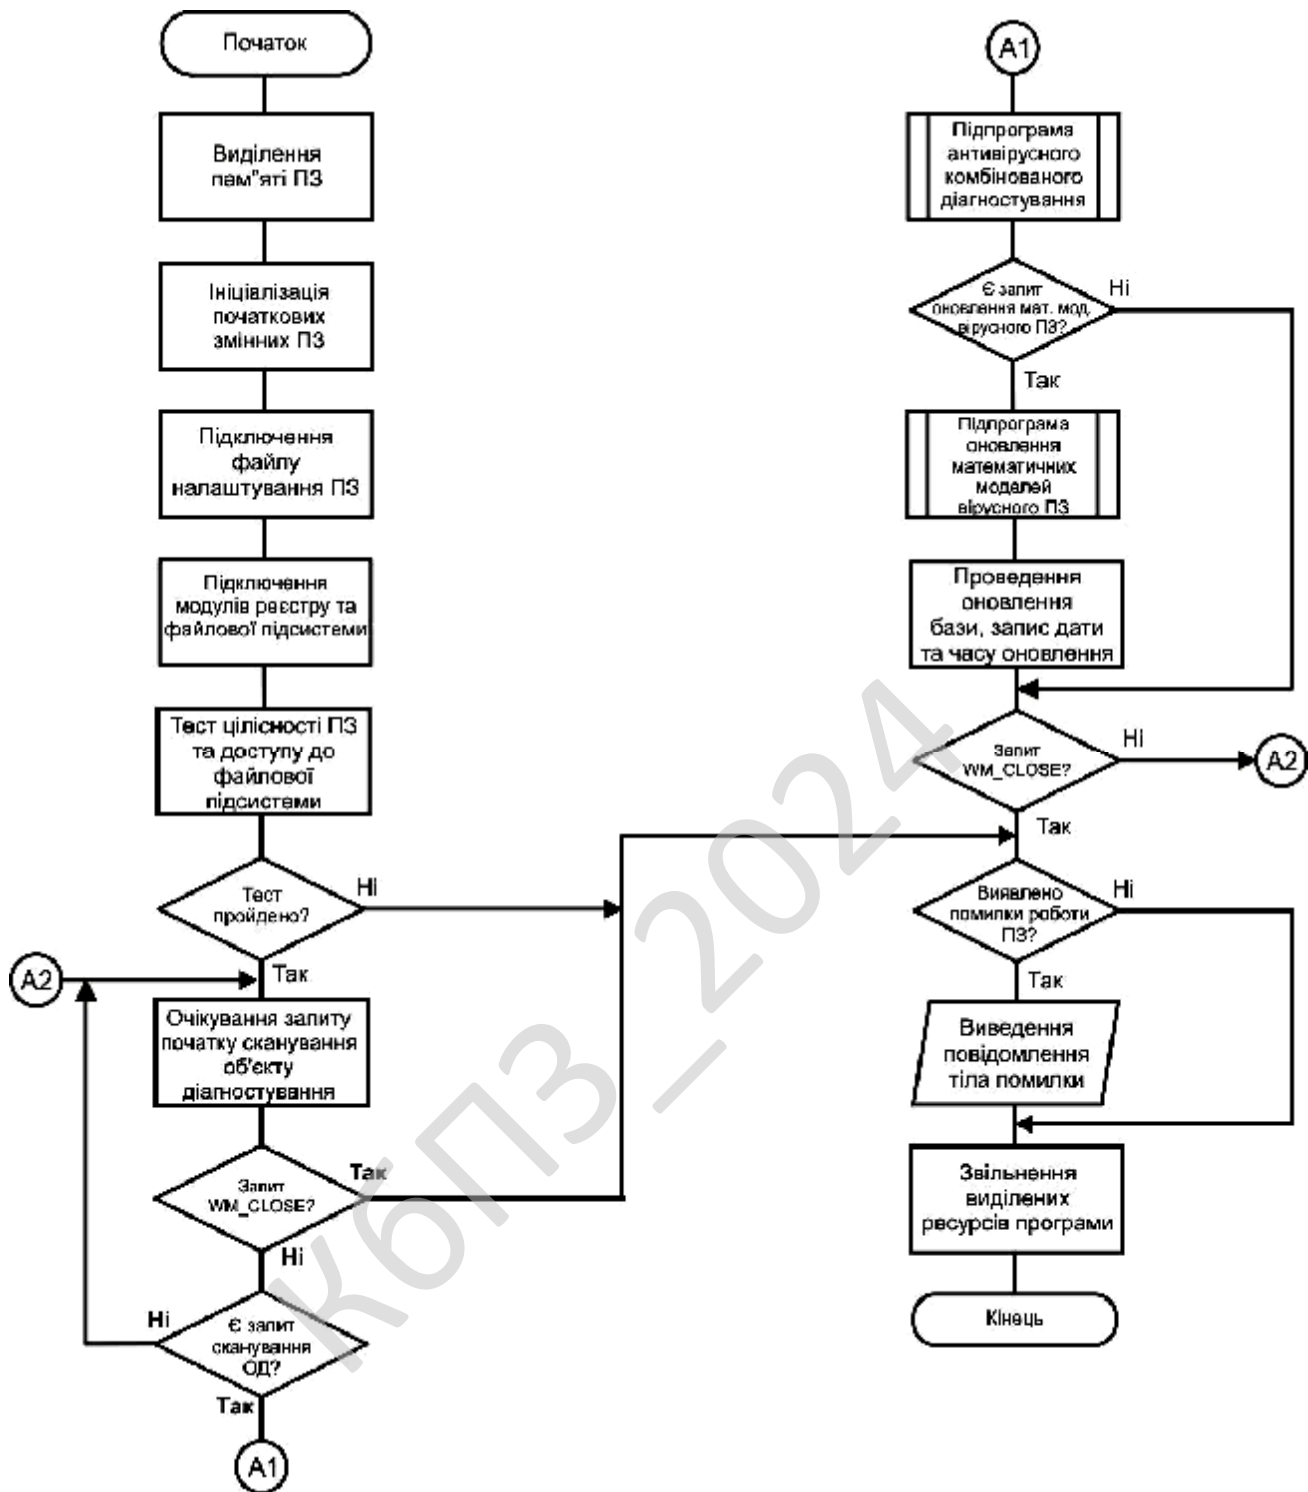 Початок
Виділення
пам"яті ПЗ
Ініціалізація
початкових
змінних ПЗ
Підключення
файлу
налаштування ПЗ
Підключення
модулів реєстру та
файлової підсистеми
Тест цілісності ПЗ
та доступу до
файлової
підсистеми
Тест
пройдено?
Ні
Так
А2
Очікування запиту
початку сканування
об'єкту
діагностування
Запит
WM_CLOSE?
Так
Ні
Є запит
сканування
ОД?
Ні
Так
А1
А1
Підпрограма
антивірусного
комбінованого
діагностування
Є запит
оновлення мат. мод.
вірусного ПЗ?
Ні
Так
Підпрограма
оновлення
математичних
моделей
вірусного ПЗ
Проведення
оновлення
бази, запис дати
та часу оновлення
Запит
WM_CLOSE?
Ні
А2
Так
Виявлено
помилки роботи
ПЗ?
Ні
Так
Виведення
повідомлення
тіла помилки
Звільнення
виділених
ресурсів програми
Кінець
КбПЗ_2024